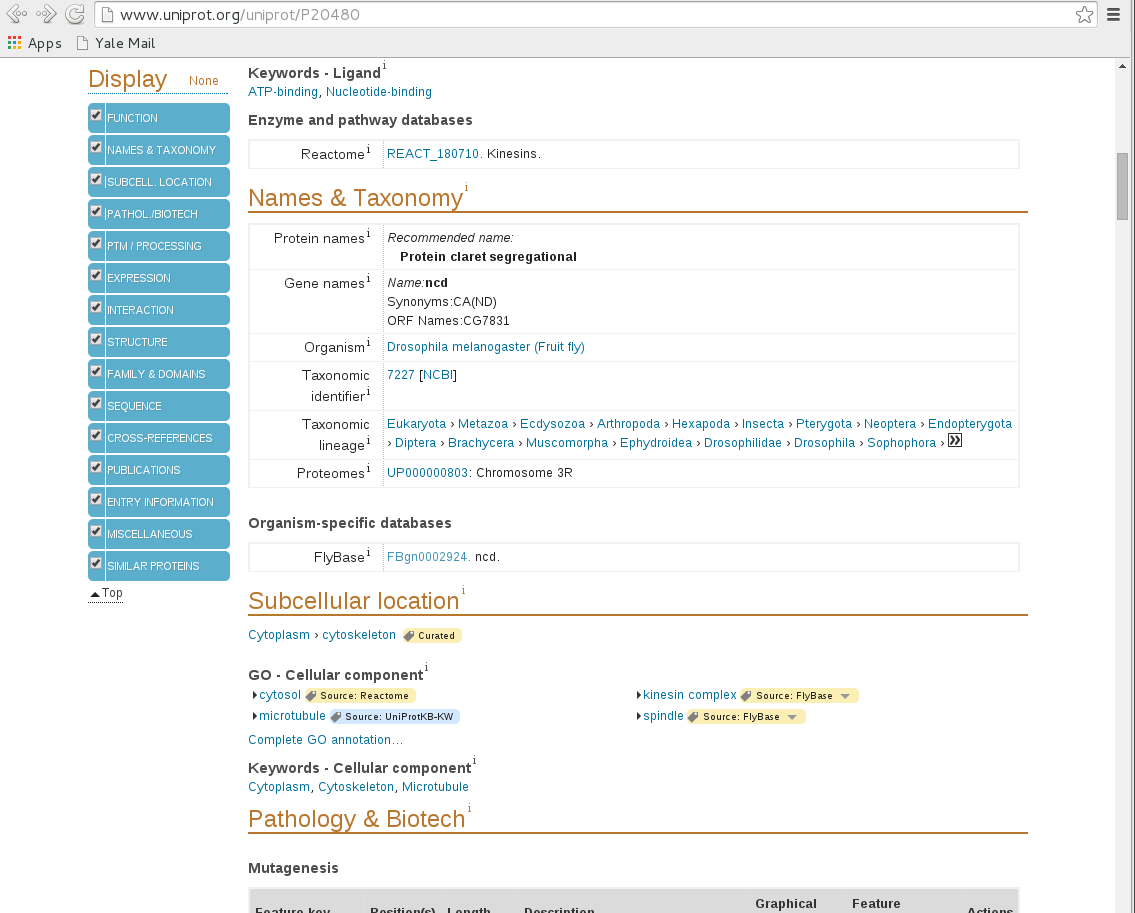 www.uniprot.org/uniprot/P20480
Apps Yale Mail
Display None
FUNCTION
NAMES & TAXONOMY
SUBCELL. LOCATION
PATHOL./BIOTECH
PTM / PROCESSING
EXPRESSION
INTERACTION
STRUCTURE
FAMILY & DOMAINS
SEQUENCE
CROSS-REFERENCES
PUBLICATIONS
ENTRY INFORMATION
MISCELLANEOUS
SIMILAR PROTEINS
Top
Keywords - Ligand i
ATP-binding, Nucleotide-binding
Enzyme and pathway databases
Reactome i REACT_180710. Kinesins.
Names & Taxonomy i
Protein names i Recommended name:
Protein claret segregational
Gene names i Name:ncd
Synonyms:CA(ND)
ORF Names:CG7831
Organism i Drosophila melanogaster (Fruit fly)
Taxonomic identifier i 7227 [NCBI]
Taxonomic lineage i Eukaryota › Metazoa › Ecdysozoa › Arthropoda › Hexapoda › Insecta › Pterygota › Neoptera › Endopterygota
› Diptera › Brachycera › Muscomorpha › Ephydroidea › Drosophilidae › Drosophila › Sophophora ›
Proteomes i UP000000803: Chromosome 3R
Organism-specific databases
FlyBase i FBgn0002924. ncd.
Subcellular location i
Cytoplasm › cytoskeleton Curated
GO - Cellular component i
cytosol Source: Reactome kinesin complex Source: FlyBase
microtubule Source: UniProtKB-KW spindle Source: FlyBase
Complete GO annotation...
Keywords - Cellular component i
Cytoplasm, Cytoskeleton, Microtubule
Pathology & Biotech i
Mutagenesis
Feature key Position(s) Length Description Graphical Feature Actions